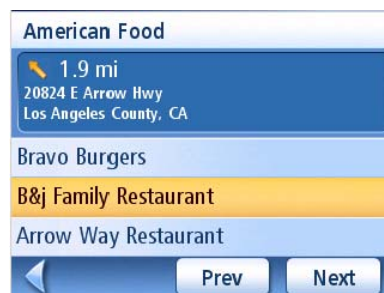 American Food
1.9 mi
20824 E Arrow Hwy
Los Angeles County, CA
Bravo Burgers
B&j Family Restaurant
Arrow Way Restaurant
Prev Next